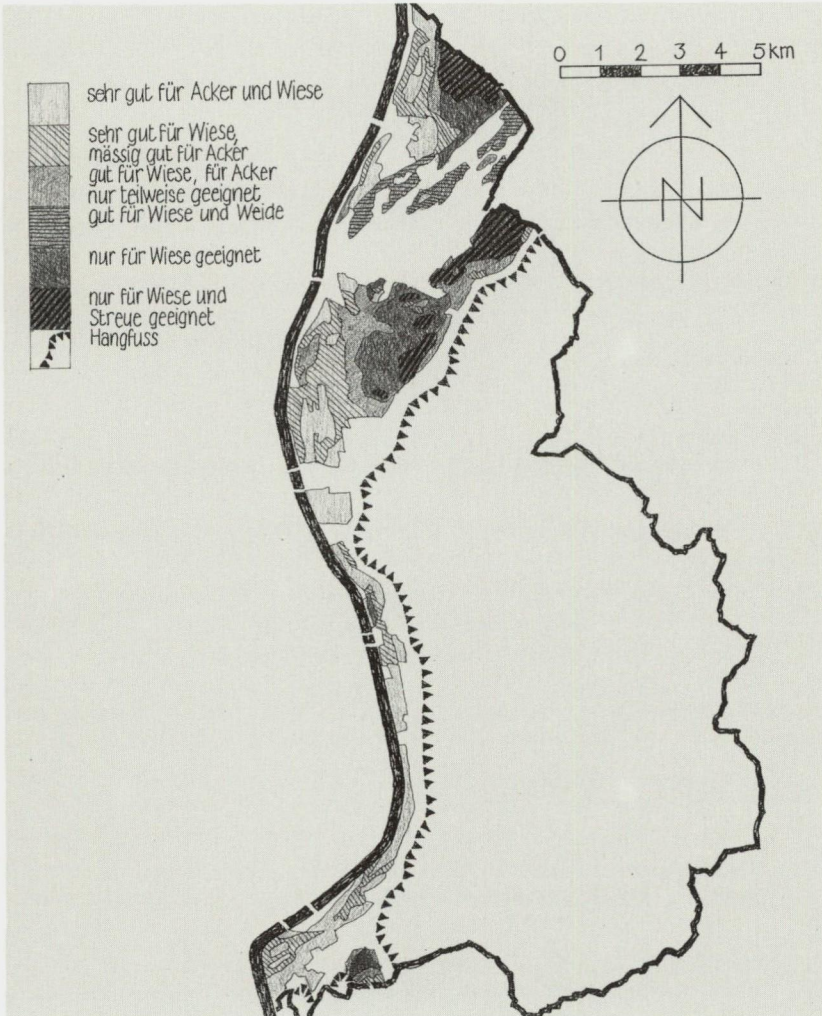 0 1 2 3 4 5 km
sehr gut für Acker und Wiese
sehr gut für Wiese,
mässig gut für Acker
gut für Wiese, für Acker
nur teilweise geeignet
gut für Wiese und Weide
nur für Wiese geeignet
nur für Wiese und
Streue geeignet
Hangfuss
N